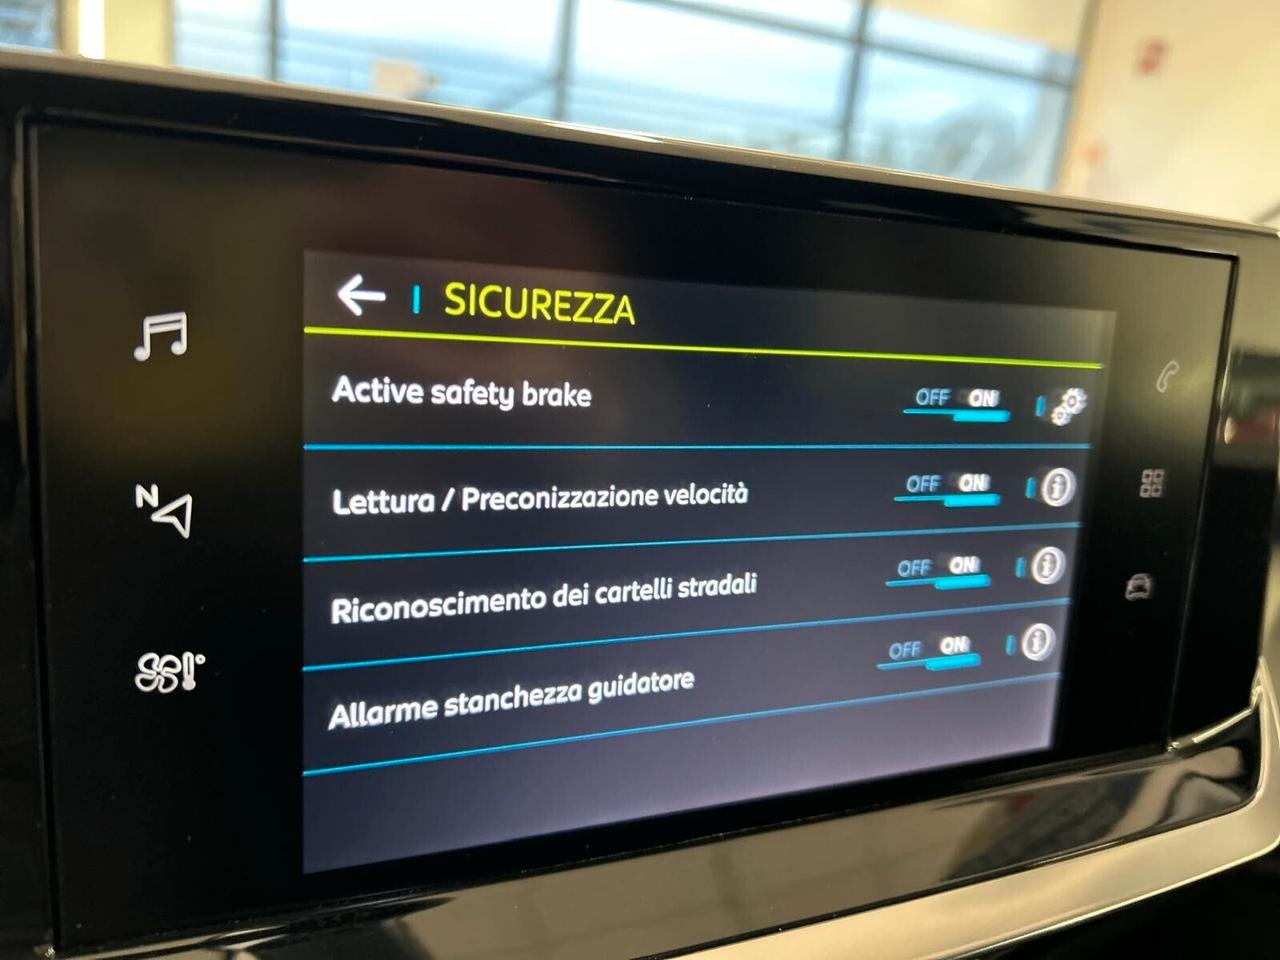 SICUREZZA
Active safety brake OFF ON
Lettura / Preconizzazione velocità OFF ON
N
Riconoscimento dei cartelli stradali OFF ON
Allarme stanchezza guidatore OFF ON